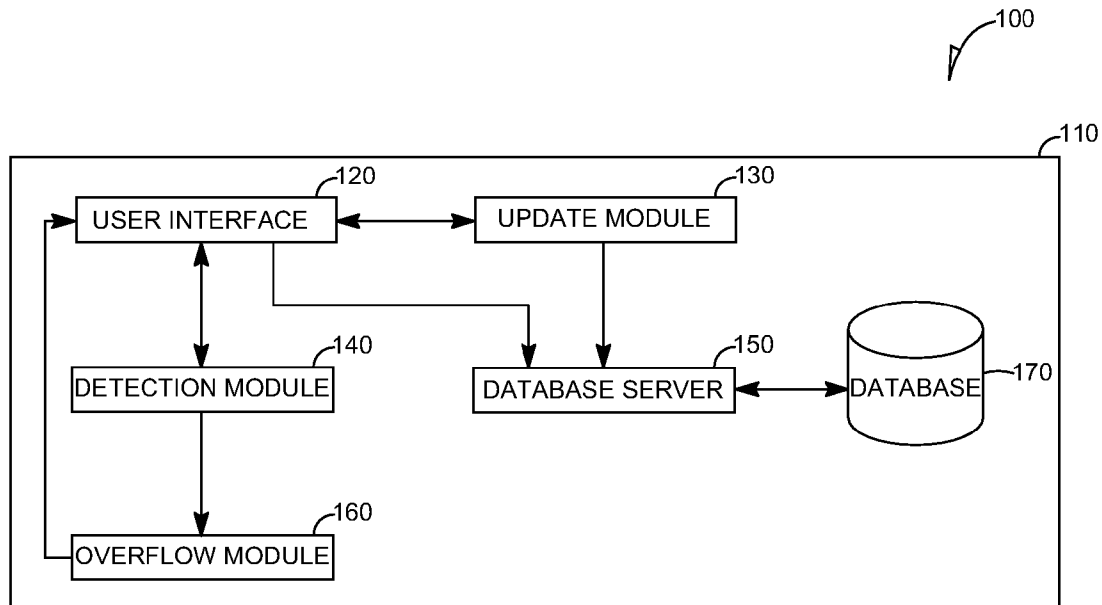 100
110
120
130
USER INTERFACE
UPDATE MODULE
140
150
DETECTION MODULE
DATABASE SERVER
DATABASE
170
160
OVERFLOW MODULE